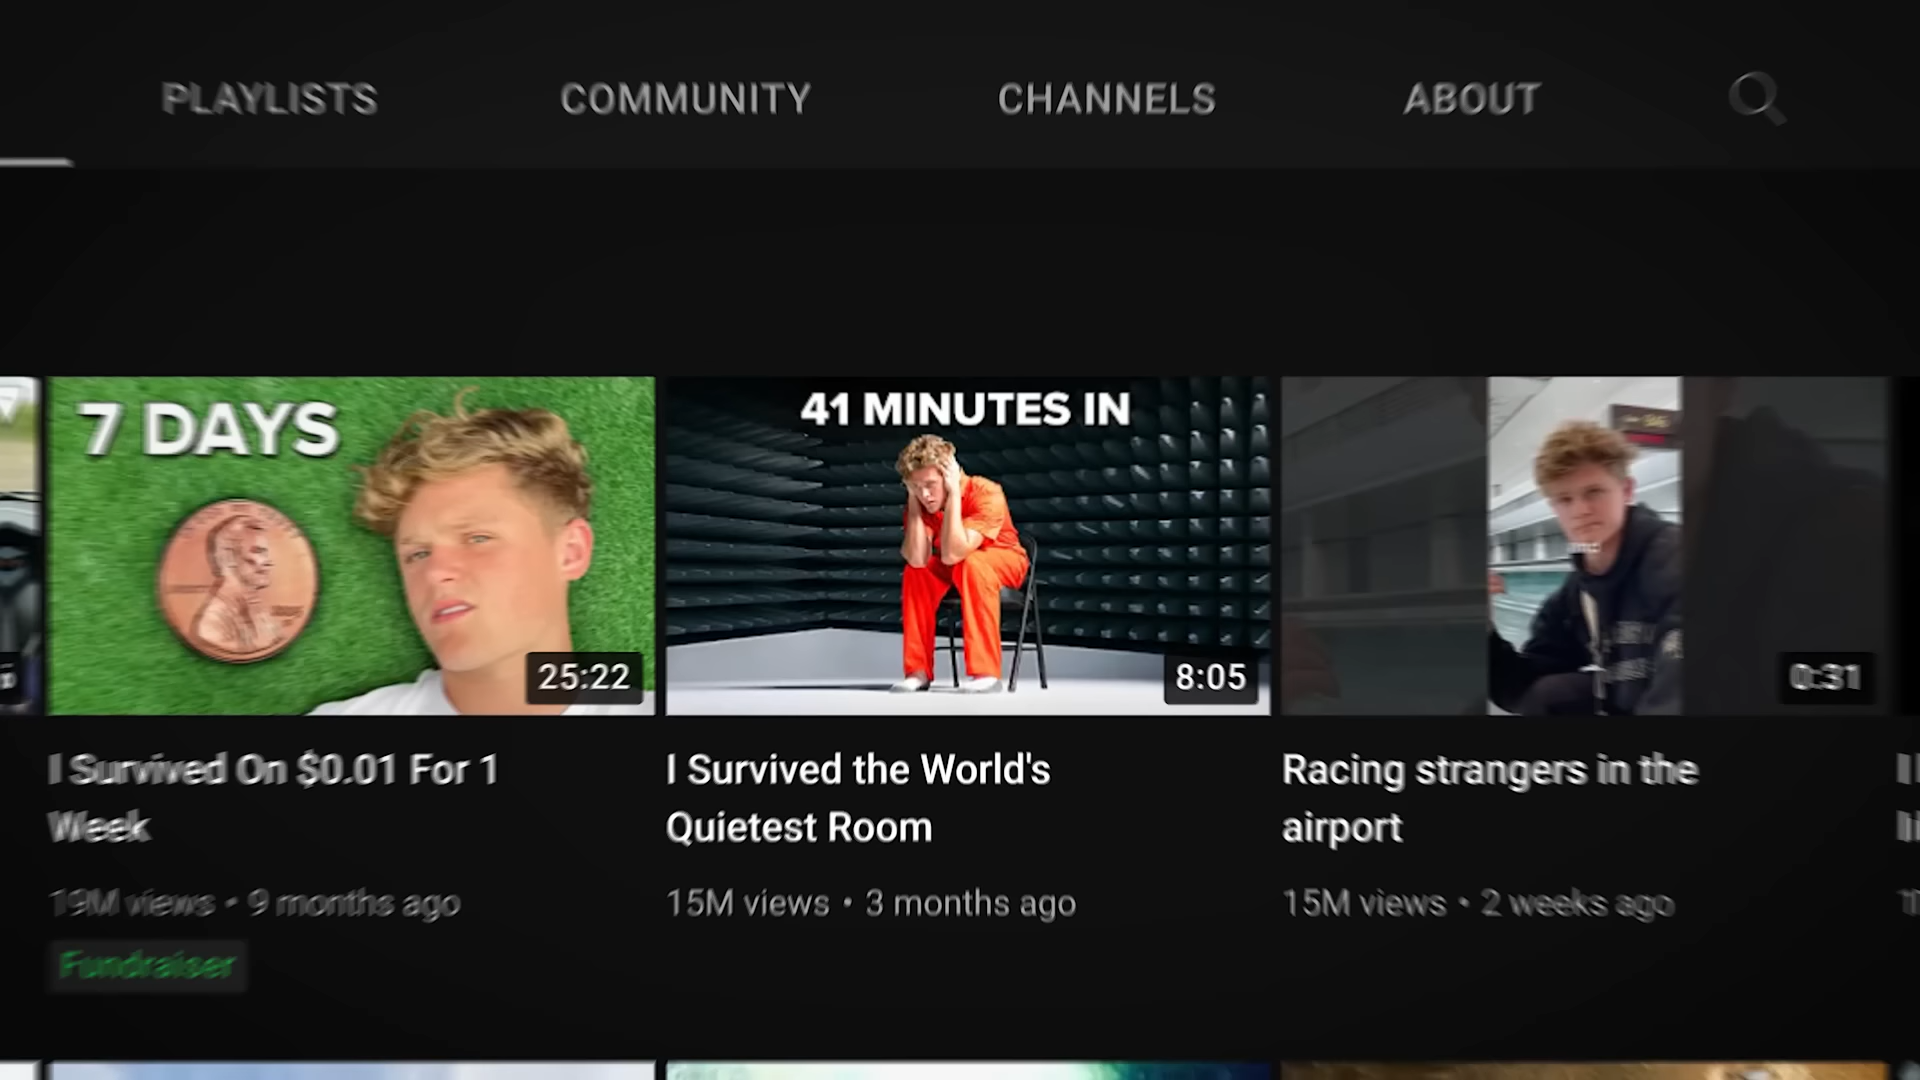 PLAYLISTS
COMMUNITY
CHANNELS
ABOUT
7 DAYS
25:22
41 MINUTES IN
8:05
0:31
I Survived On $0.01 For 1
Week
19M views • 9 months ago
Fundraiser
I Survived the World's
Quietest Room
15M views • 3 months ago
Racing strangers in the
airport
15M views • 2 weeks ago